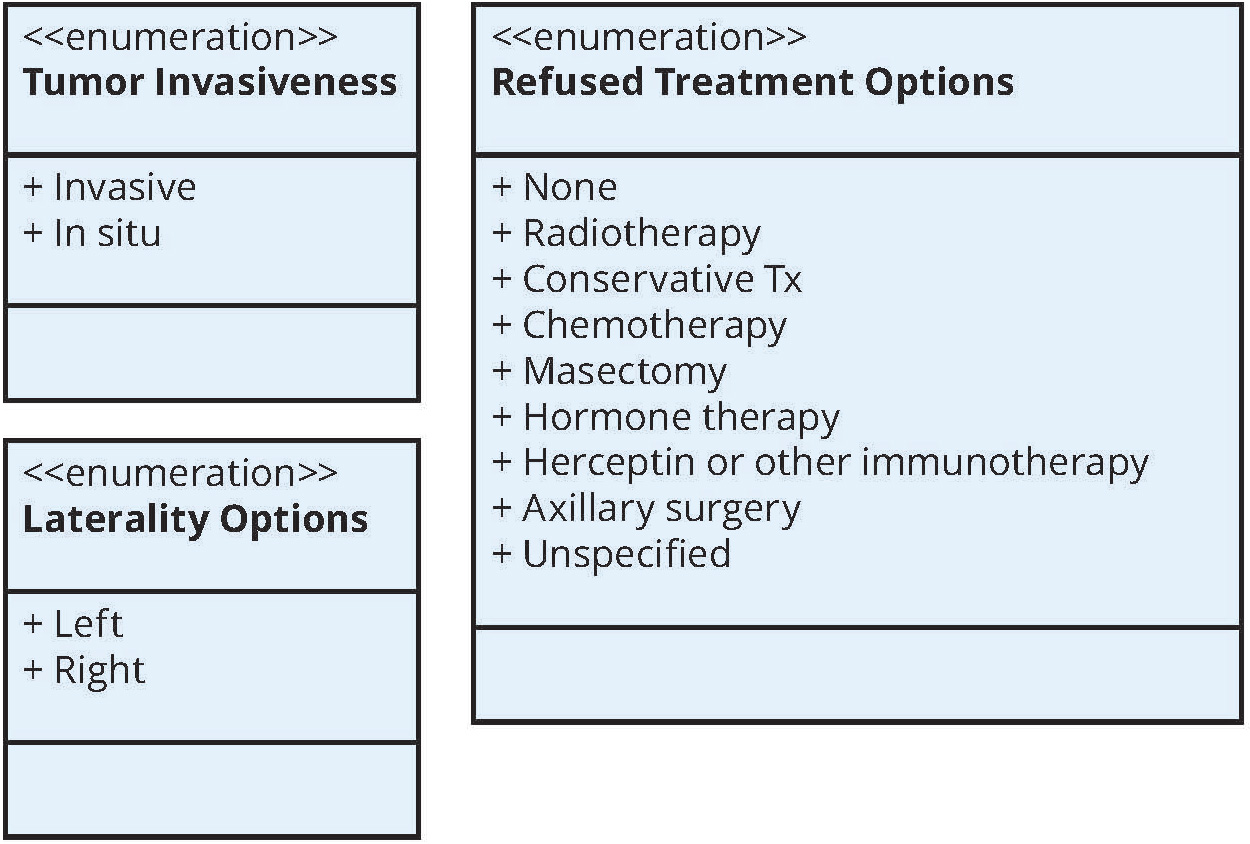 <<enumeration>>
Tumor Invasiveness
+ Invasive
+ In situ
<<enumeration>>
Laterality Options
+ Left
+ Right
<<enumeration>>
Refused Treatment Options
+ None
+ Radiotherapy
+ Conservative Tx
+ Chemotherapy
+ Masectomy
+ Hormone therapy
+ Herceptin or other immunotherapy
+ Axillary surgery
+ Unspecified